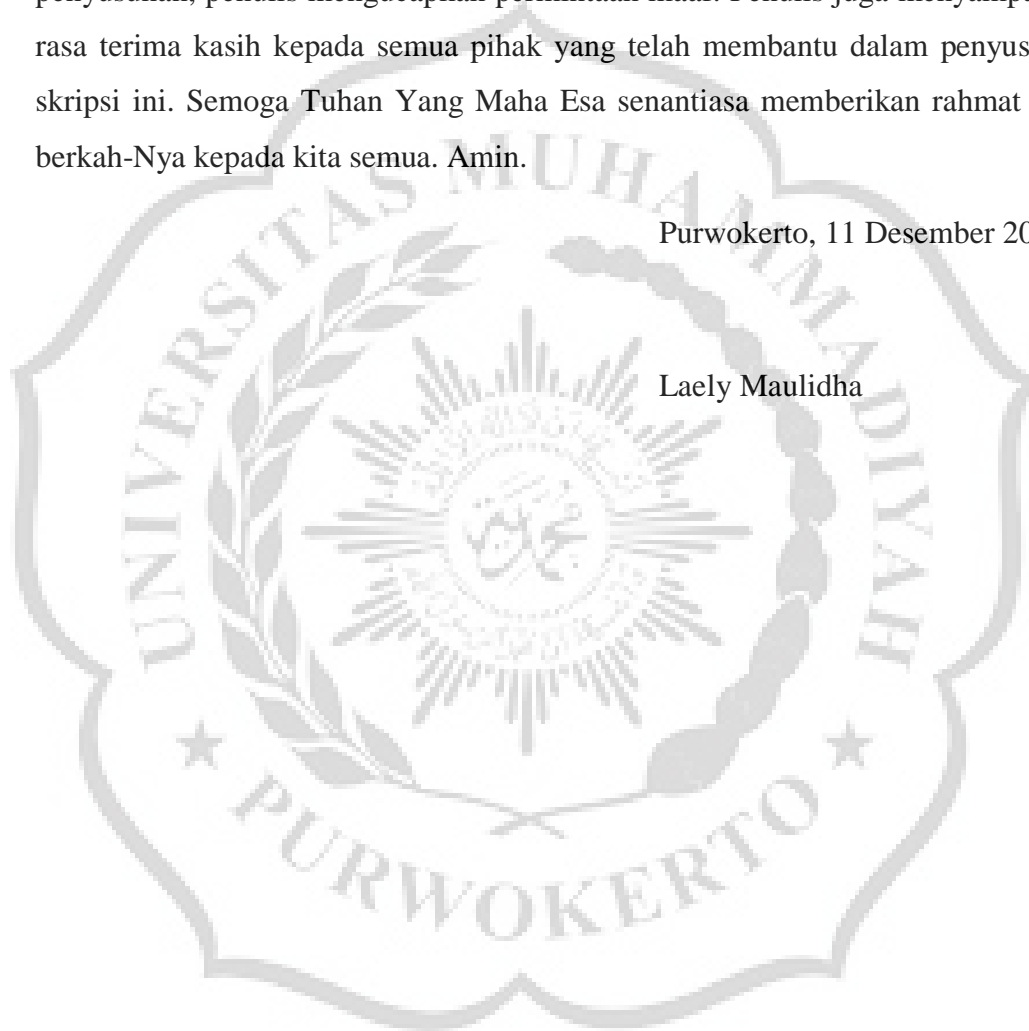 penyusunan, penulis mengucapkan permintaan maaf. Penulis juga
rasa terima kasih kepada semua pihak yang telah membantu dalam
skripsi ini. Semoga Tuhan Yang Maha Esa senantiasa memberikan rahmat
berkah-Nya kepada kita semua. Amin.
Purwokerto, 11 Desember
Laely Maulidha
UNIVERSITAS MUHAMMADIYAH
PURWOKERTO